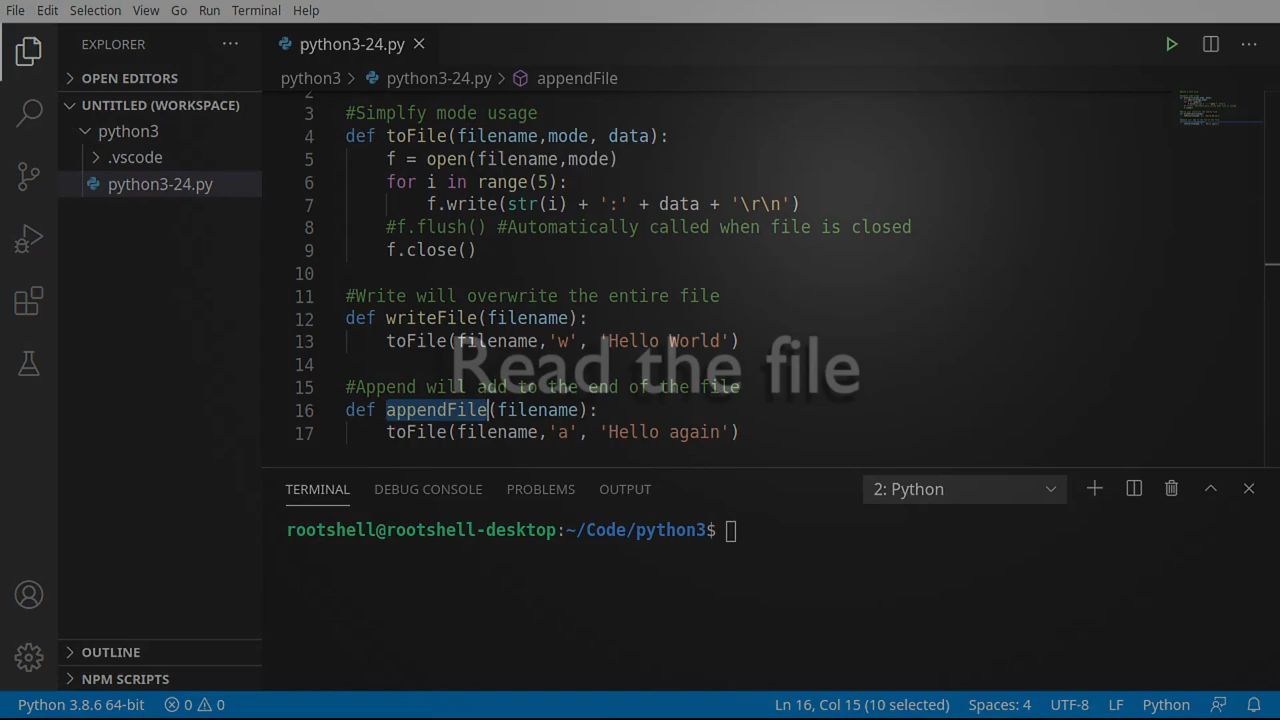 File Edit Selection View Go Run Terminal Help
EXPLORER
python3-24.py
OPEN EDITORS
python3 > python3-24.py > appendFile
UNTITLED (WORKSPACE)
python3
.vscode
python3-24.py
2
3 #Simplfy mode usage
4 def toFile(filename,mode, data):
5 f = open(filename,mode)
6 for i in range(5):
7 f.write(str(i) + ':' + data + '\r\n')
8 #f.flush() #Automatically called when file is closed
9 f.close()
10
11 #Write will overwrite the entire file
12 def writeFile(filename):
13 toFile(filename,'w', 'Hello World')
14
Read the file
15 #Append will add to the end of the file
16 def appendFile(filename):
17 toFile(filename,'a', 'Hello again')
TERMINAL DEBUG CONSOLE PROBLEMS OUTPUT 2: Python
rootshell@rootshell-desktop:~/Code/python3$
OUTLINE
NPM SCRIPTS
Python 3.8.6 64-bit 0 0 Ln 16, Col 15 (10 selected) Spaces: 4 UTF-8 LF Python